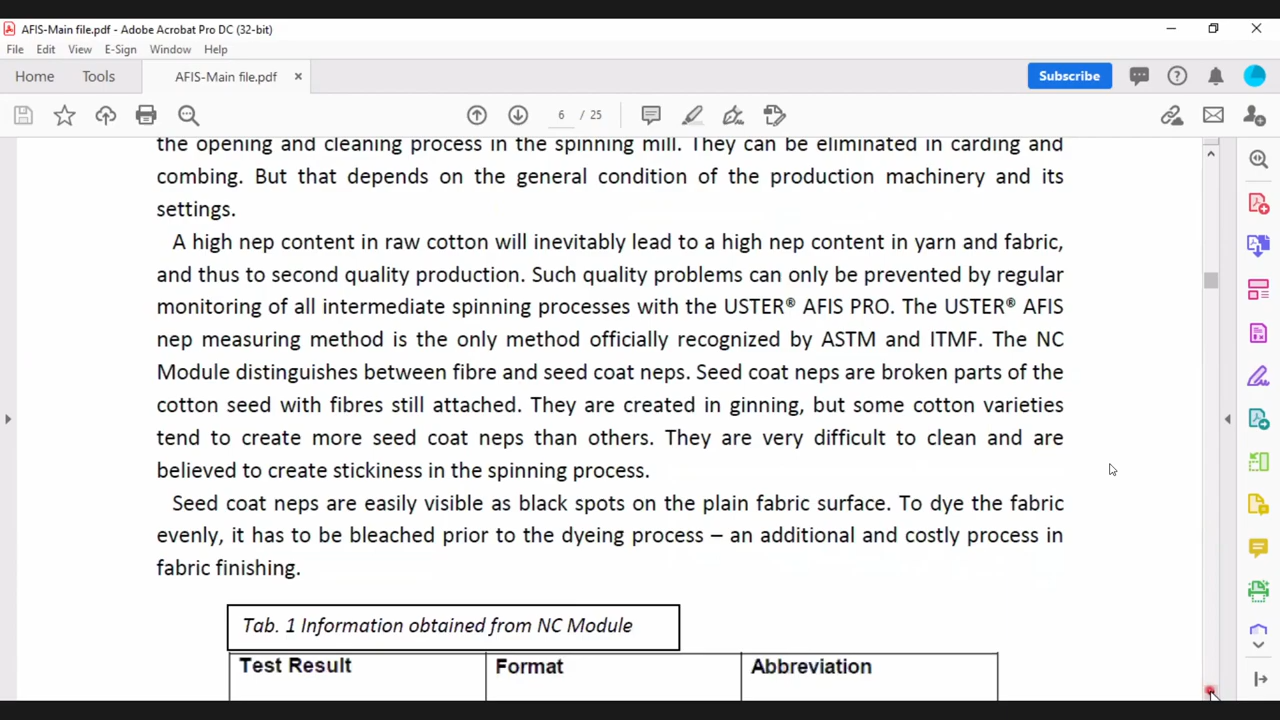 AFIS-Main file.pdf - Adobe Acrobat Pro DC (32-bit)
File Edit View E-Sign Window Help
Home Tools AFIS-Main file.pdf × Subscribe
6 / 25
the opening and cleaning process in the spinning mill. They can be eliminated in carding and
combing. But that depends on the general condition of the production machinery and its
settings.
A high nep content in raw cotton will inevitably lead to a high nep content in yarn and fabric,
and thus to second quality production. Such quality problems can only be prevented by regular
monitoring of all intermediate spinning processes with the USTER® AFIS PRO. The USTER® AFIS
nep measuring method is the only method officially recognized by ASTM and ITMF. The NC
Module distinguishes between fibre and seed coat neps. Seed coat neps are broken parts of the
cotton seed with fibres still attached. They are created in ginning, but some cotton varieties
tend to create more seed coat neps than others. They are very difficult to clean and are
believed to create stickiness in the spinning process.
Seed coat neps are easily visible as black spots on the plain fabric surface. To dye the fabric
evenly, it has to be bleached prior to the dyeing process – an additional and costly process in
fabric finishing.
Tab. 1 Information obtained from NC Module
Test Result Format Abbreviation